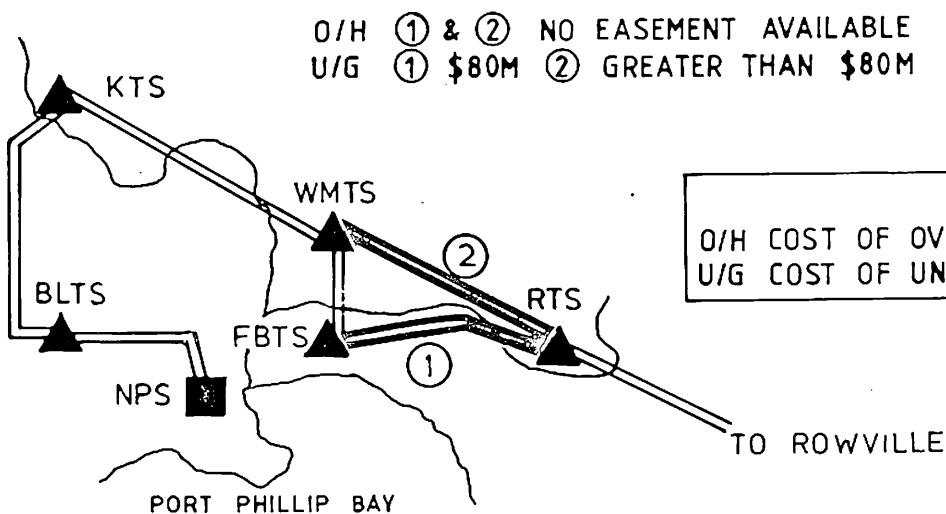 O/H ① & ② NO EASEMENT AVAILABLE
U/G ① $80M ② GREATER THAN $80M
KTS
WMTS
O/H COST OF OV
U/G COST OF UN
②
RTS
BLTS
FBTS
①
NPS
TO ROWVILLE
PORT PHILLIP BAY